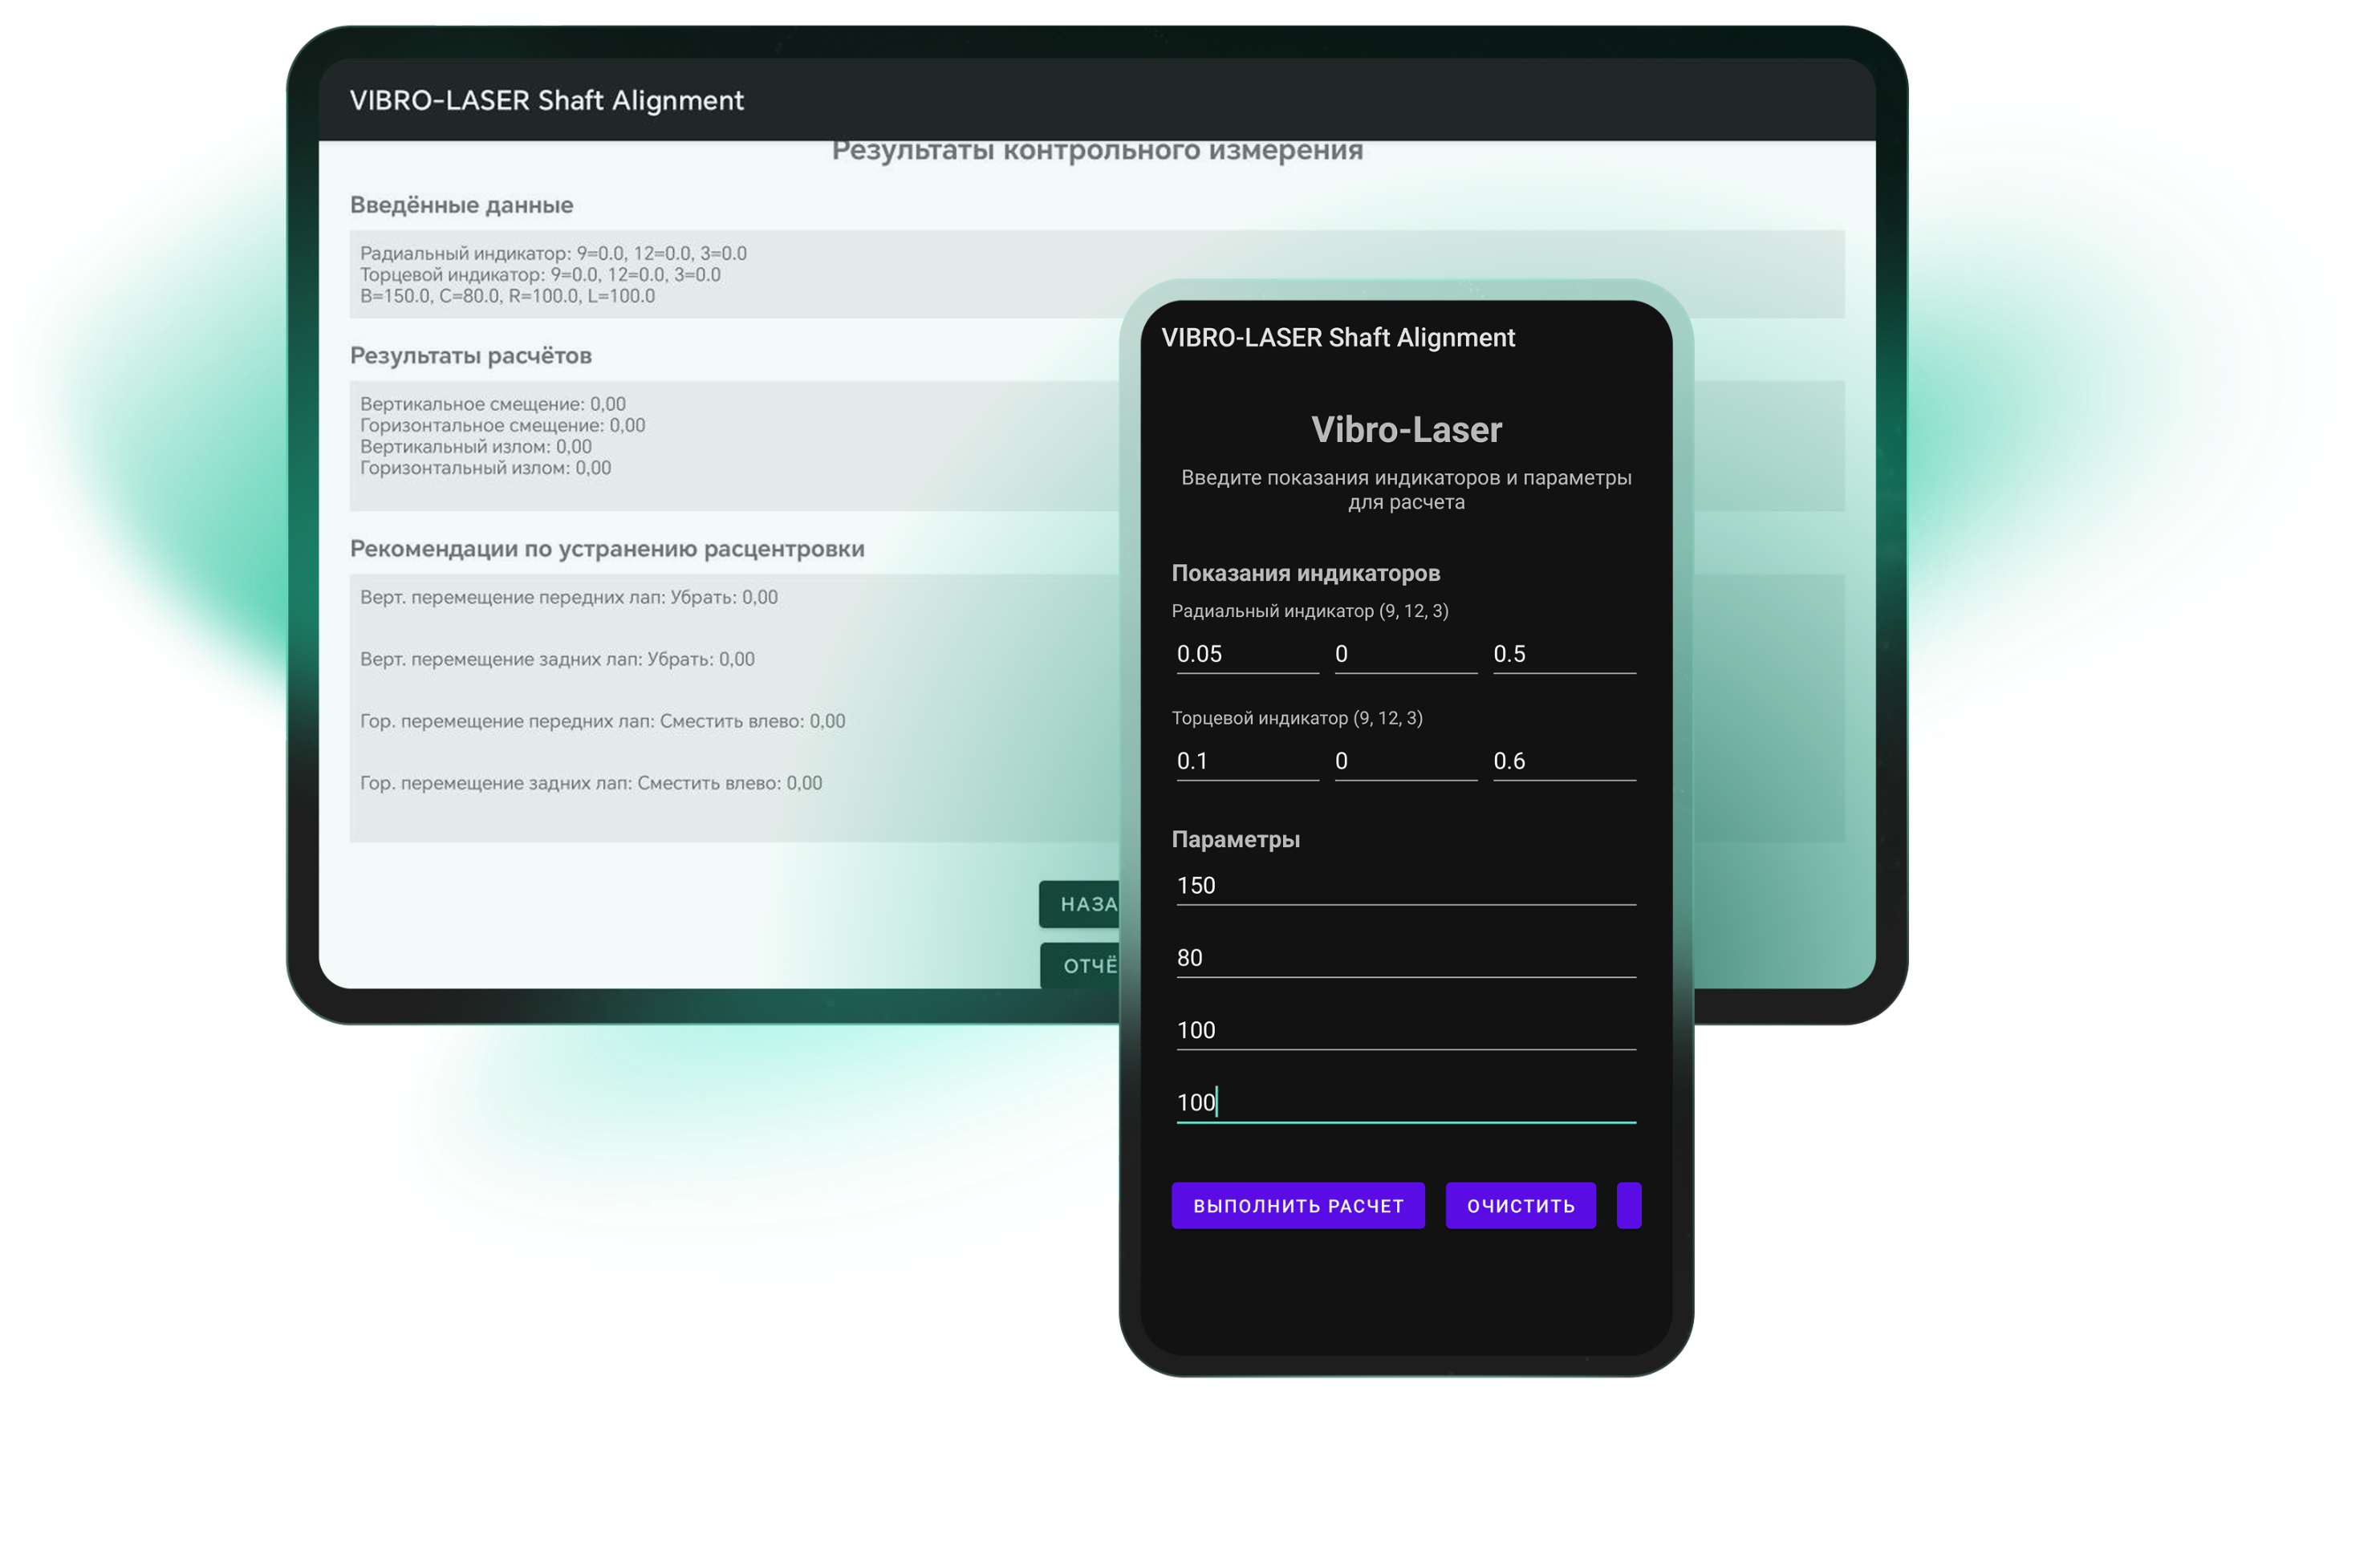 VIBRO-LASER Shaft Alignment
Результаты контрольного измерения
Введённые данные
Радиальный индикатор: 9=0.0, 12=0.0, 3=0.0
Торцевой индикатор: 9=0.0, 12=0.0, 3=0.0
B=150.0, C=80.0, R=100.0, L=100.0
Результаты расчётов
Вертикальное смещение: 0,00
Горизонтальное смещение: 0,00
Вертикальный излом: 0,00
Горизонтальный излом: 0,00
Рекомендации по устранению расцентровки
Верт. перемещение передних лап: Убрать: 0,00
Верт. перемещение задних лап: Убрать: 0,00
Гор. перемещение передних лап: Сместить влево: 0,00
Гор. перемещение задних лап: Сместить влево: 0,00
НАЗА
ОТЧЁ
VIBRO-LASER Shaft Alignment
Vibro-Laser
Введите показания индикаторов и параметры
для расчета
Показания индикаторов
Радиальный индикатор (9, 12, 3)
0.05 0 0.5
Торцевой индикатор (9, 12, 3)
0.1 0 0.6
Параметры
150
80
100
100
ВЫПОЛНИТЬ РАСЧЕТ ОЧИСТИТЬ